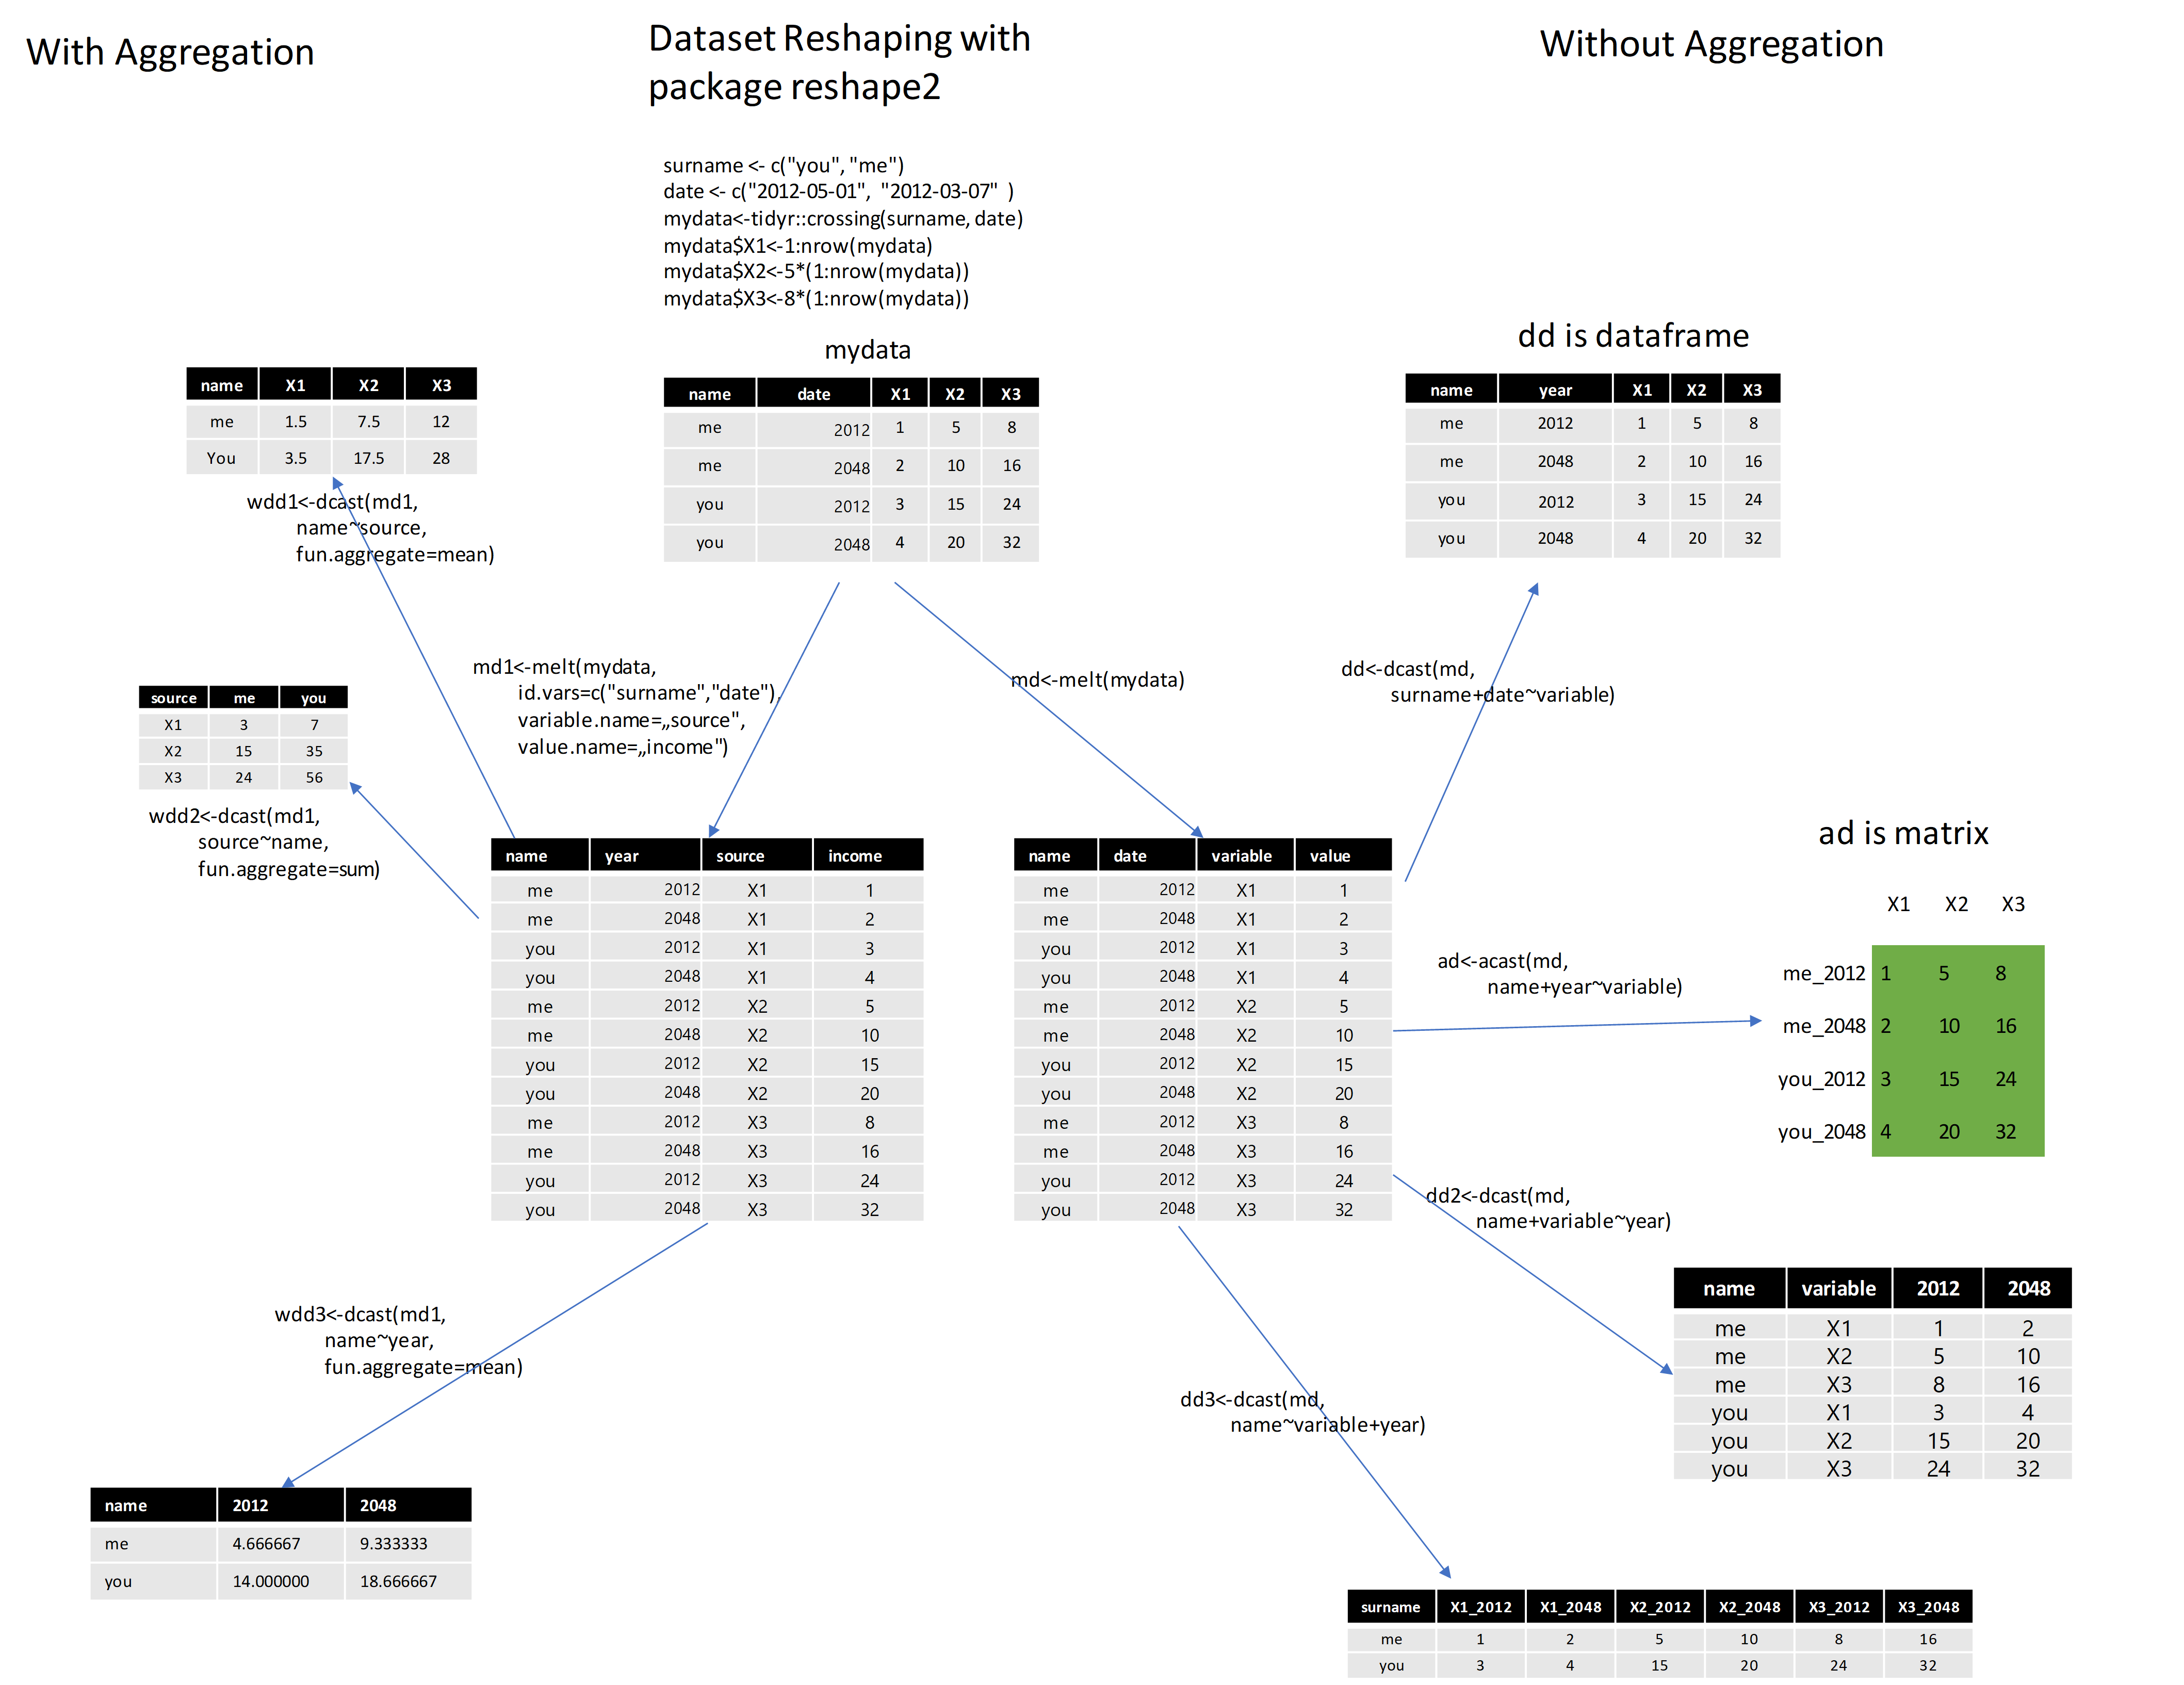 With Aggregation
Dataset Reshaping with
package reshape2
Without Aggregation
surname <- c("you", "me")
date <- c("2012-05-01", "2012-03-07" )
mydata<-tidyr::crossing(surname, date)
mydata$X1<-1:nrow(mydata)
mydata$X2<-5*(1:nrow(mydata))
mydata$X3<-8*(1:nrow(mydata))
name X1 X2 X3
me 1.5 7.5 12
You 3.5 17.5 28
wdd1<-dcast(md1,
name~source,
fun.aggregate=mean)
mydata
name date X1 X2 X3
me 2012 1 5 8
me 2048 2 10 16
you 2012 3 15 24
you 2048 4 20 32
dd is dataframe
name year X1 X2 X3
me 2012 1 5 8
me 2048 2 10 16
you 2012 3 15 24
you 2048 4 20 32
md1<-melt(mydata,
id.vars=c("surname","date"),
variable.name=„source",
value.name=„income")
md<-melt(mydata)
dd<-dcast(md,
surname+date~variable)
source me you
X1 3 7
X2 15 35
X3 24 56
wdd2<-dcast(md1,
source~name,
fun.aggregate=sum)
name year source income
me 2012 X1 1
me 2048 X1 2
you 2012 X1 3
you 2048 X1 4
me 2012 X2 5
me 2048 X2 10
you 2012 X2 15
you 2048 X2 20
me 2012 X3 8
me 2048 X3 16
you 2012 X3 24
you 2048 X3 32
name date variable value
me 2012 X1 1
me 2048 X1 2
you 2012 X1 3
you 2048 X1 4
me 2012 X2 5
me 2048 X2 10
you 2012 X2 15
you 2048 X2 20
me 2012 X3 8
me 2048 X3 16
you 2012 X3 24
you 2048 X3 32
ad is matrix
ad<-acast(md,
name+year~variable)
X1 X2 X3
me_2012 1 5 8
me_2048 2 10 16
you_2012 3 15 24
you_2048 4 20 32
dd2<-dcast(md,
name+variable~year)
name variable 2012 2048
me X1 1 2
me X2 5 10
me X3 8 16
you X1 3 4
you X2 15 20
you X3 24 32
wdd3<-dcast(md1,
name~year,
fun.aggregate=mean)
name 2012 2048
me 4.666667 9.333333
you 14.000000 18.666667
dd3<-dcast(md,
name~variable+year)
surname X1_2012 X1_2048 X2_2012 X2_2048 X3_2012 X3_2048
me 1 2 5 10 8 16
you 3 4 15 20 24 32